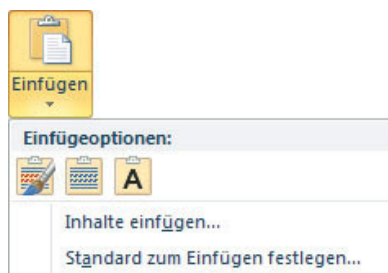 Einfügen
Einfügeoptionen:
A
Inhalte einfügen...
Standard zum Einfügen festlegen...